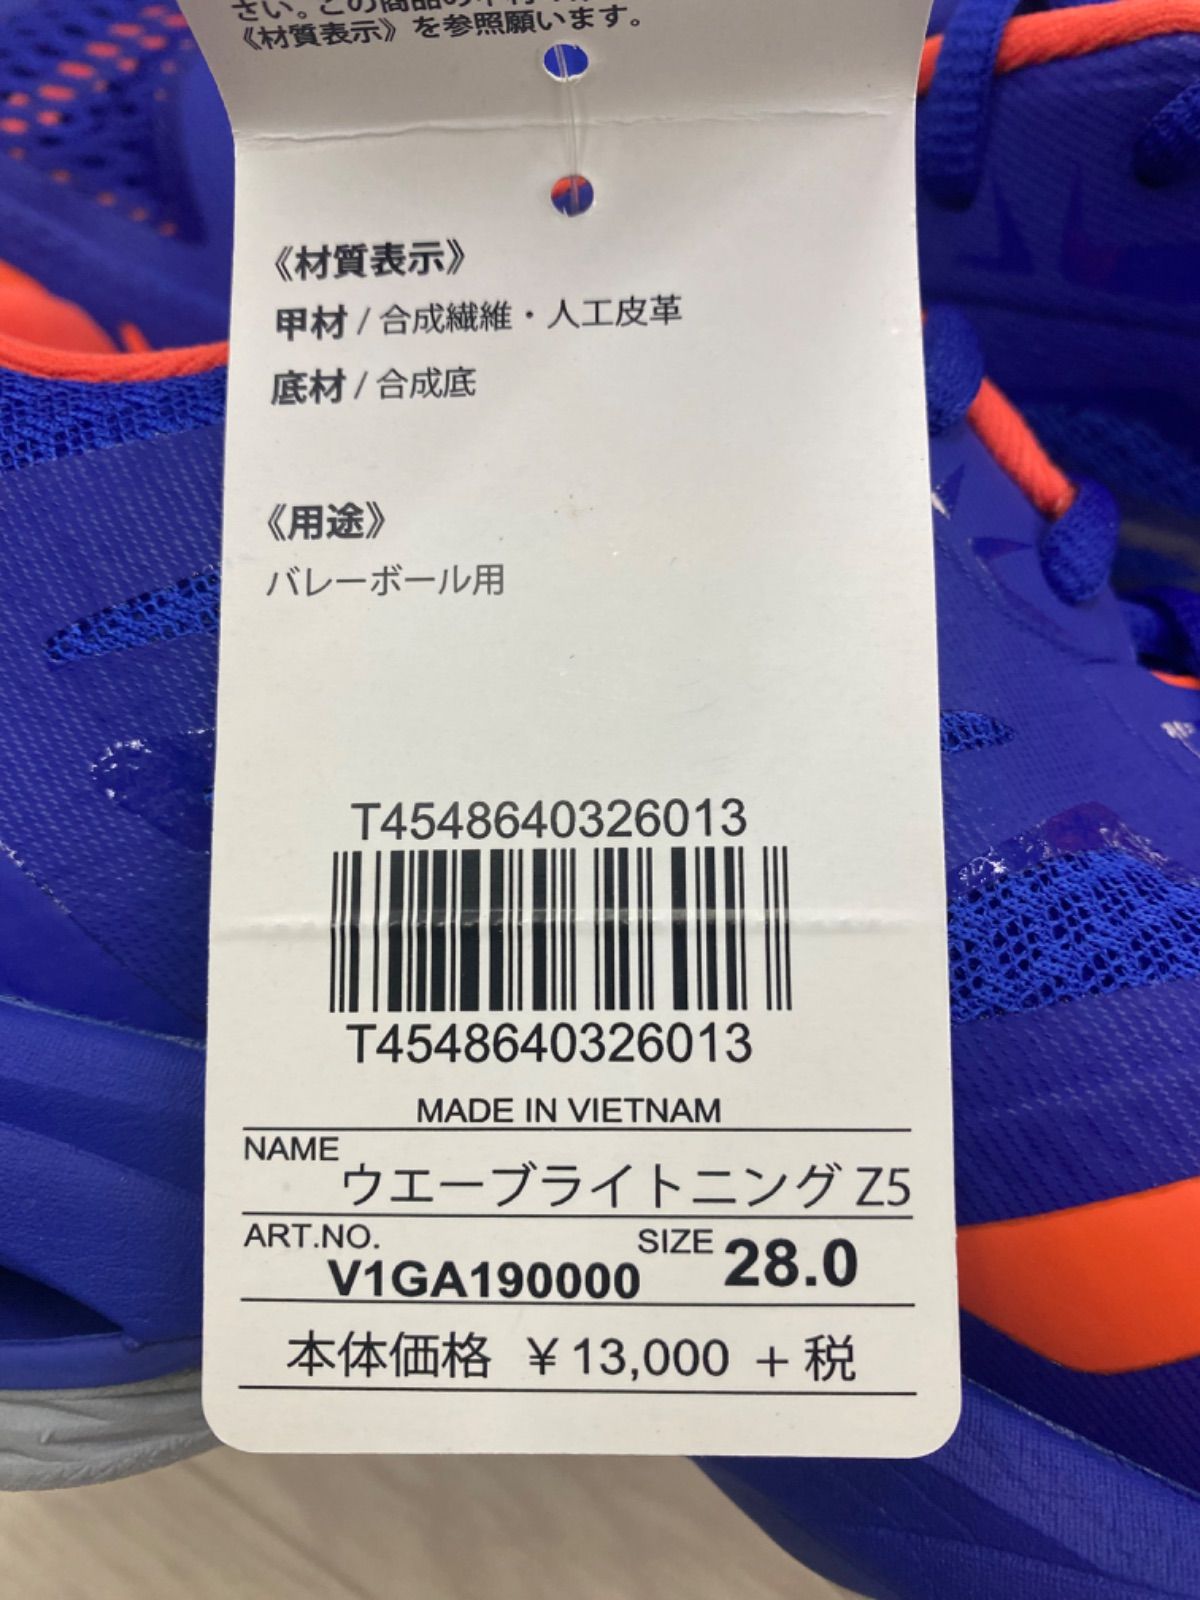 《材質表示》を参照願います。
《材質表示》
甲材 / 合成繊維・人工皮革
底材 / 合成底
《用途》
バレーボール用
T4548640326013
T4548640326013
MADE IN VIETNAM
NAME ウエーブライトニング Z5
ART.NO. V1GA190000 SIZE 28.0
本体価格 ￥13,000 + 税